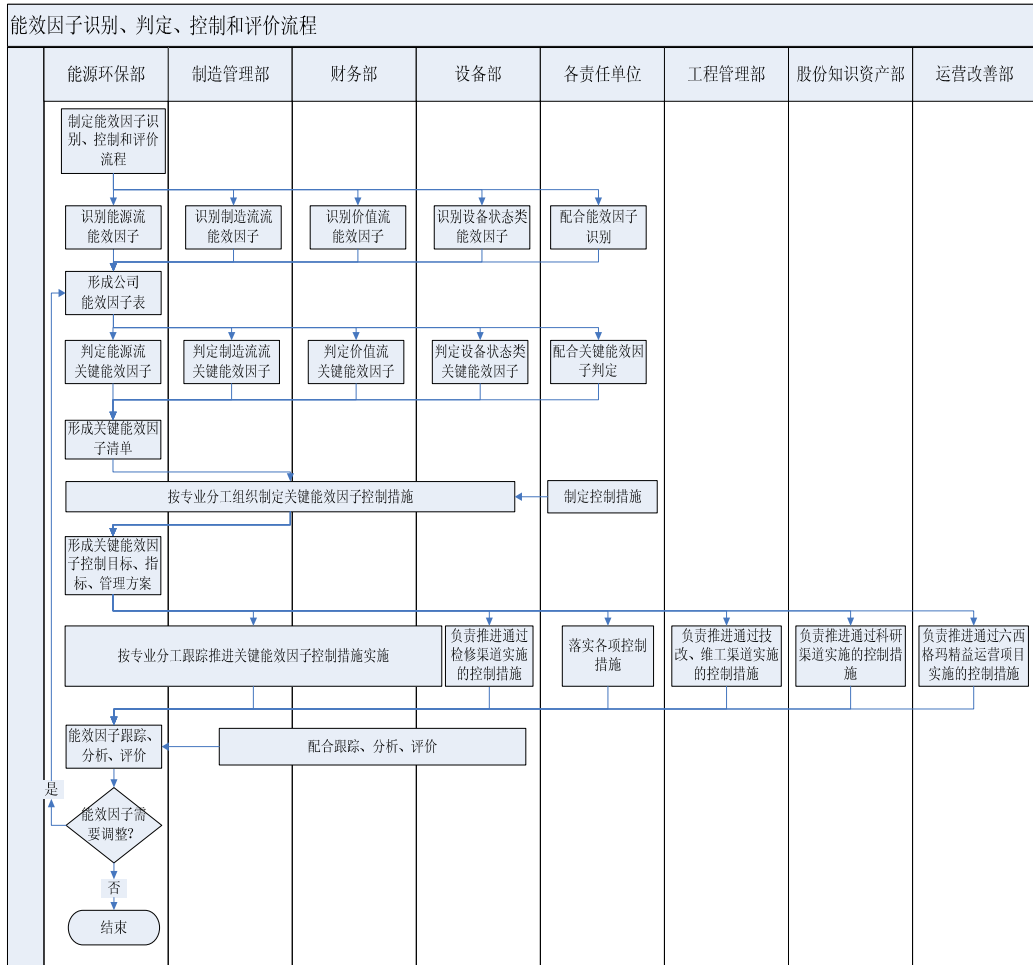 能效因子识别、判定、控制和评价流程
能源环保部
制造管理部
财务部
设备部
各责任单位
工程管理部
股份知识资产部
运营改善部
制定能效因子识
别、控制和评价
流程
识别能源流
能效因子
识别制造流流
能效因子
识别价值流
能效因子
识别设备状态类
能效因子
配合能效因子
识别
形成公司
能效因子表
判定能源流
关键能效因子
判定制造流流
关键能效因子
判定价值流
关键能效因子
判定设备状态类
关键能效因子
配合关键能效因
子判定
形成关键能效因
子清单
按专业分工组织制定关键能效因子控制措施
制定控制措施
形成关键能效因
子控制目标、指
标、管理方案
按专业分工跟踪推进关键能效因子控制措施实施
负责推进通过
检修渠道实施
的控制措施
落实各项控制
措施
负责推进通过技
改、维工渠道实施
的控制措施
负责推进通过科研
渠道实施的控制措
施
负责推进通过六西
格玛精益运营项目
实施的控制措施
能效因子跟踪、
分析、评价
配合跟踪、分析、评价
是
能效因子需
要调整？
否
结束